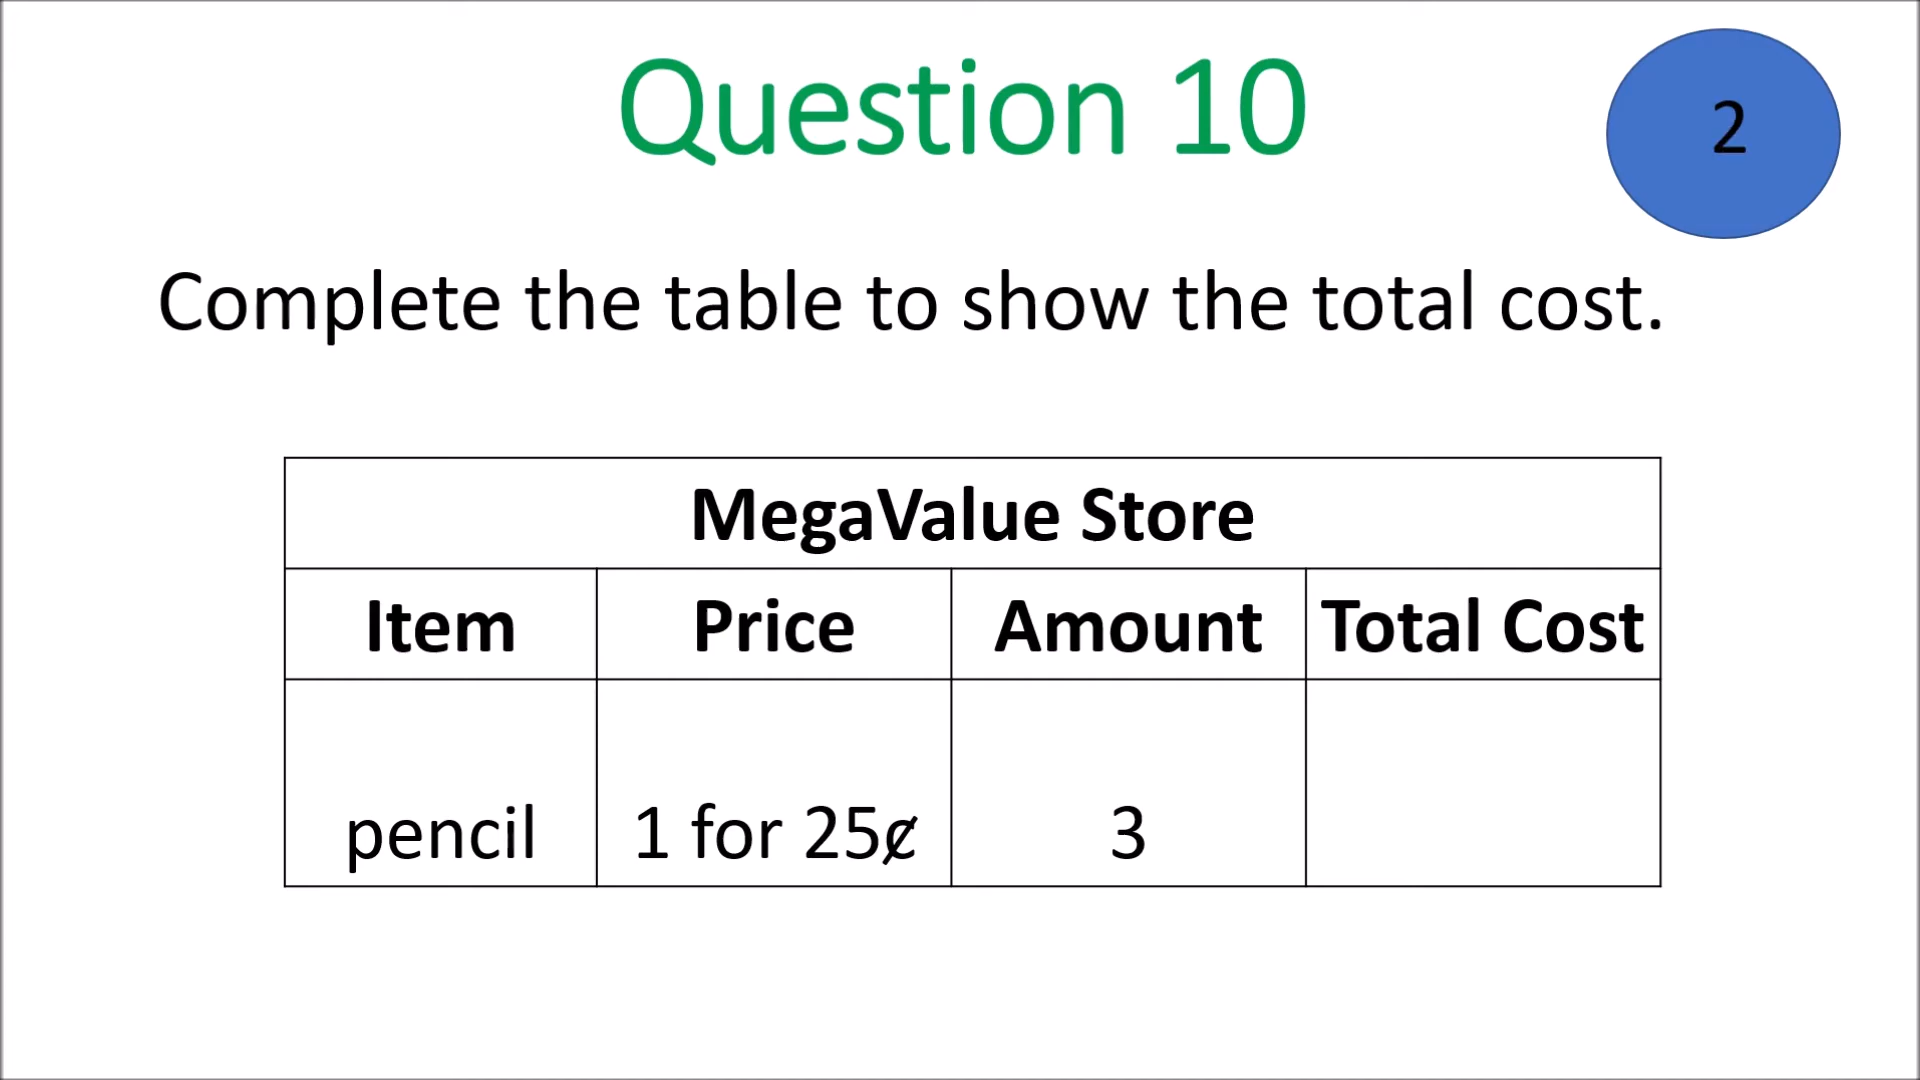 Question 10
2
Complete the table to show the total cost.
MegaValue Store
Item Price Amount Total Cost
pencil 1 for 25¢ 3